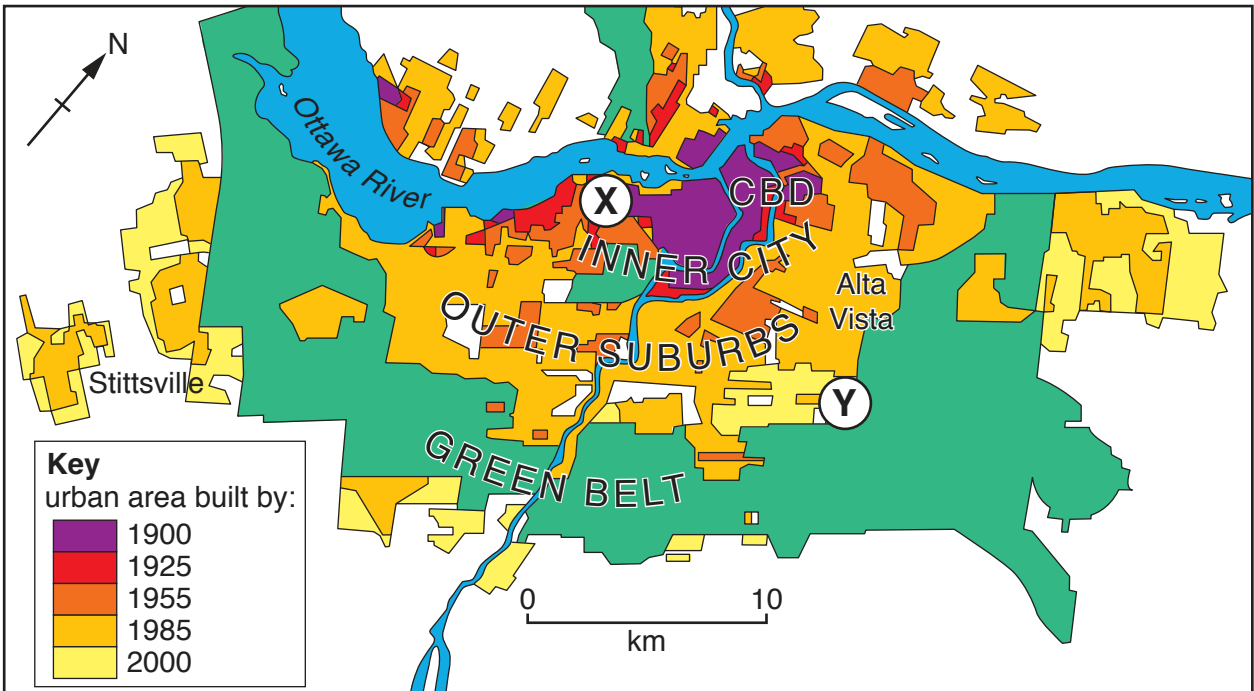 N
Ottawa River
X
CBD
INNER CITY
Alta
Vista
OUTER SUBURBS
Stittsville
Y
GREEN BELT
Key
urban area built by:
1900
1925
1955
1985
2000
0 10
km